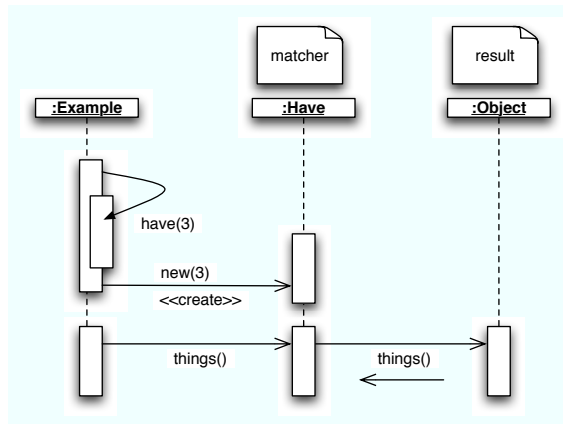 matcher
result
:Example
:Have
:Object
have(3)
new(3)
<<create>>
things()
things()